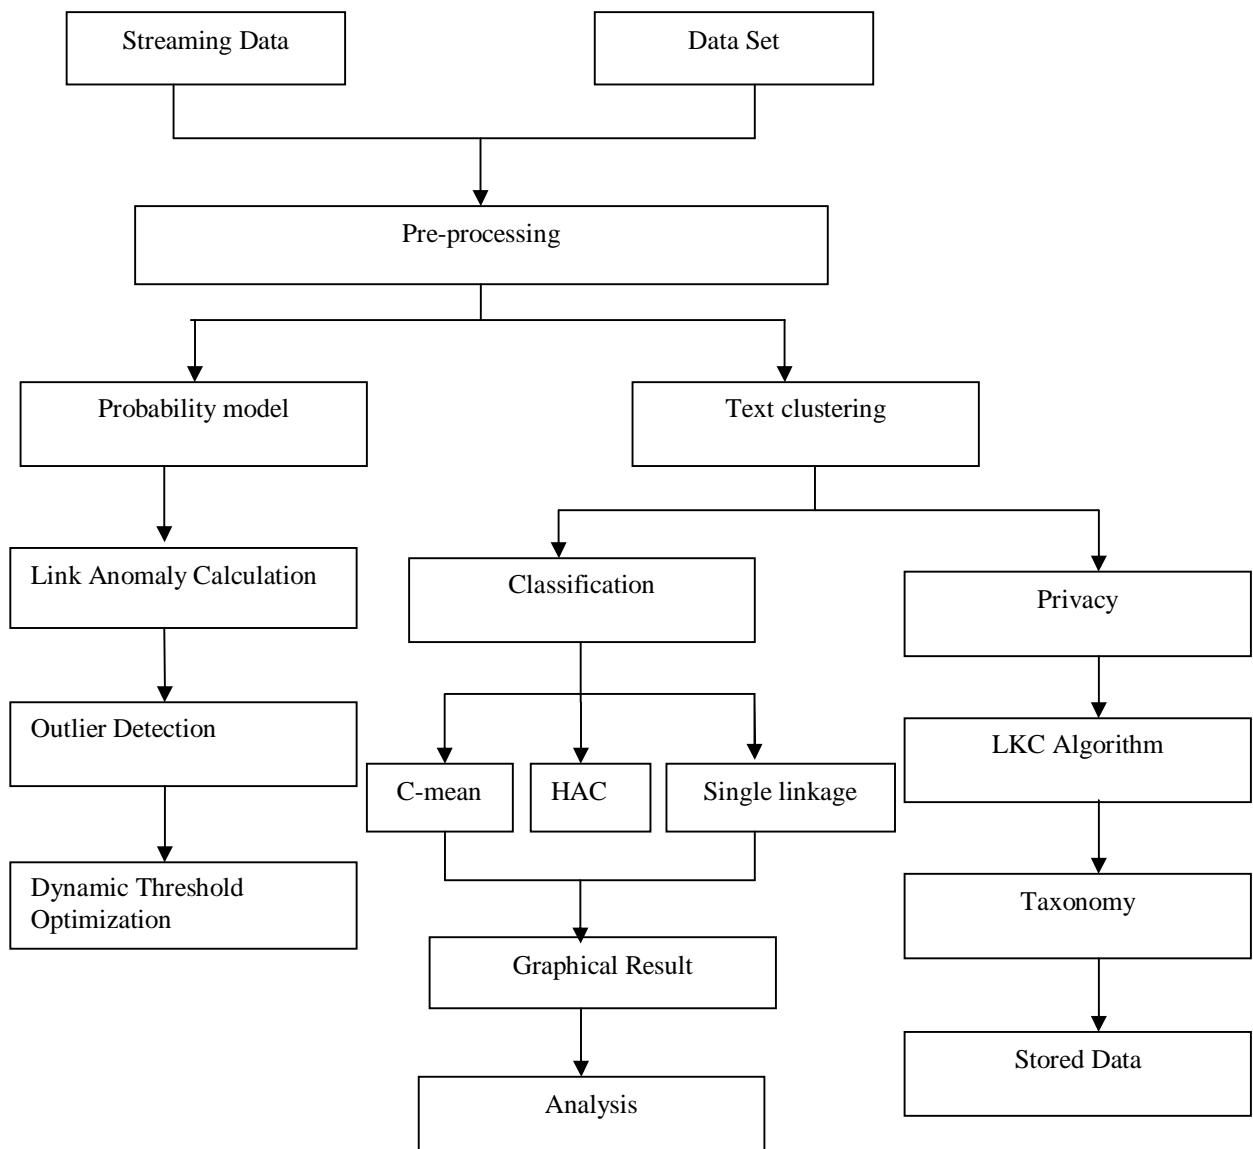 Streaming Data
Data Set
Pre-processing
Probability model
Text clustering
Link Anomaly Calculation
Classification
Privacy
Outlier Detection
LKC Algorithm
C-mean
HAC
Single linkage
Dynamic Threshold
Optimization
Taxonomy
Graphical Result
Stored Data
Analysis